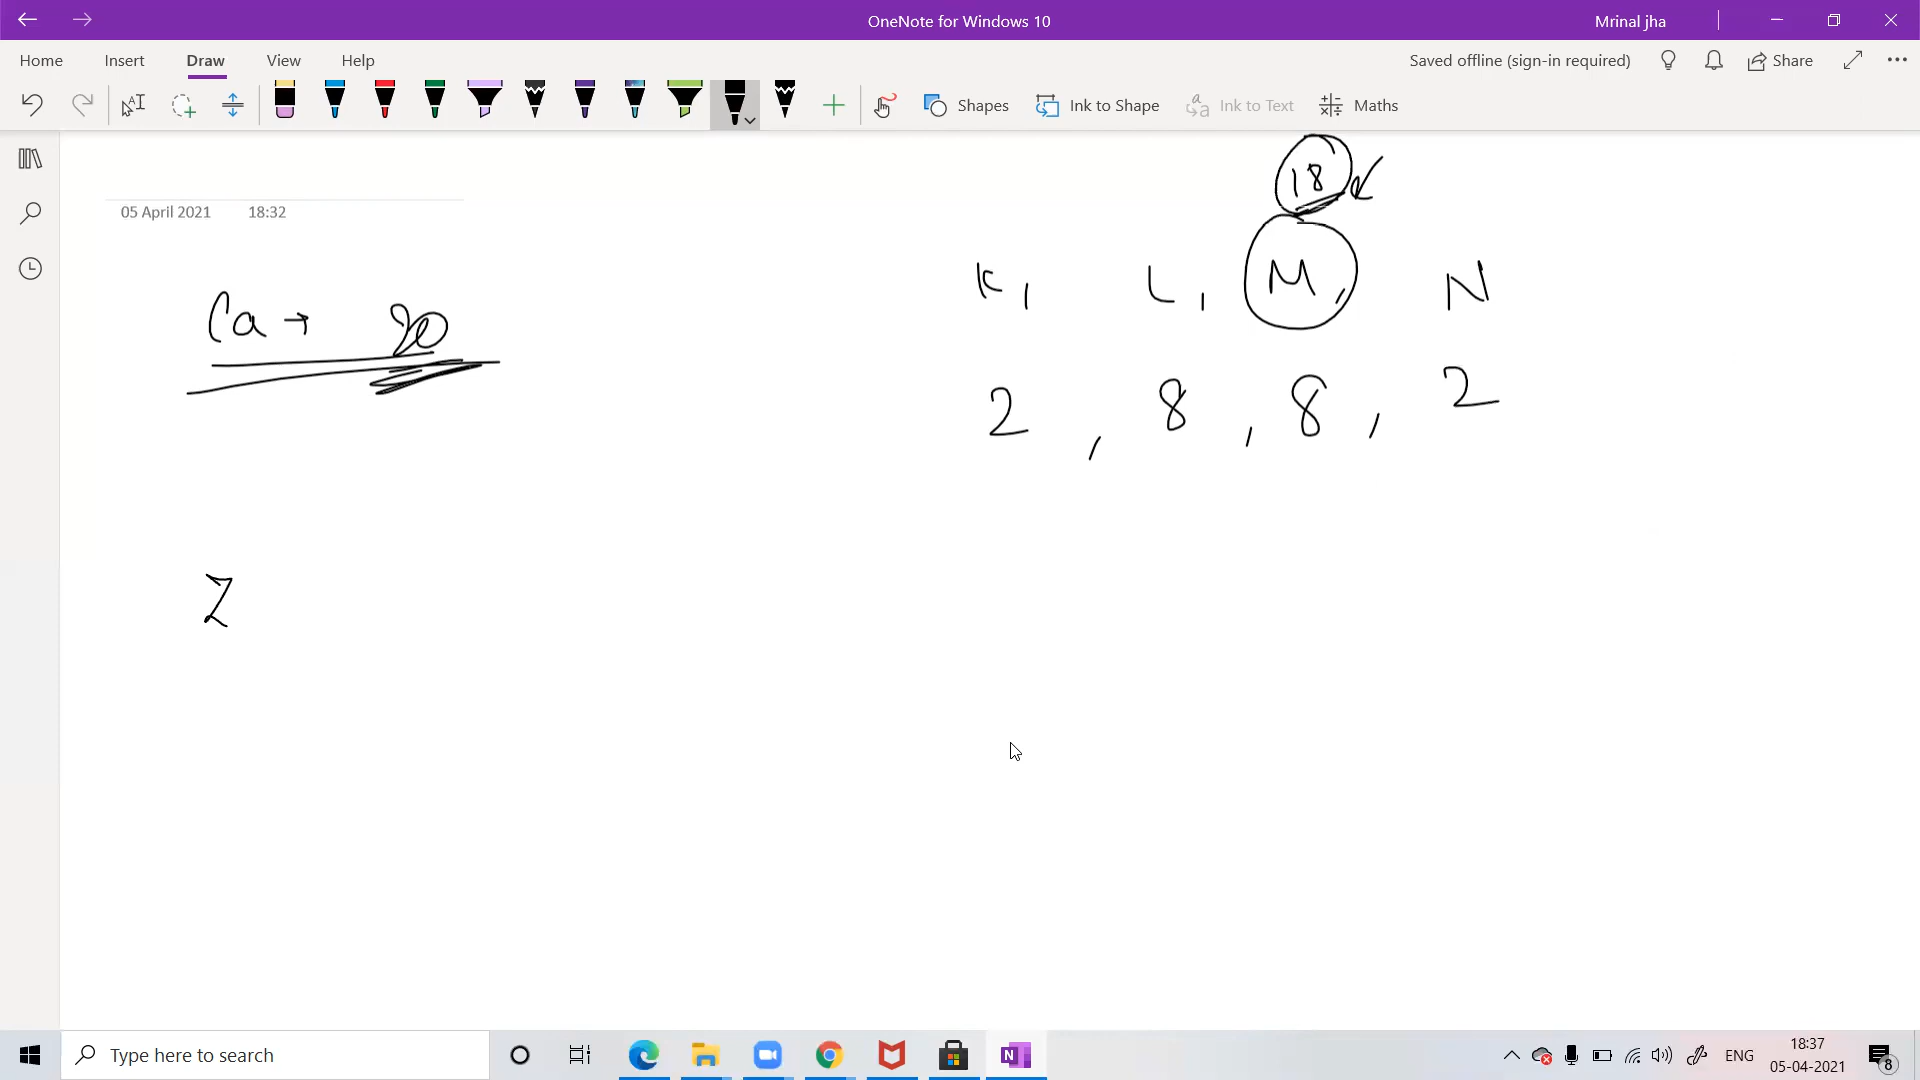 OneNote for Windows 10
Mrinal jha
Home Insert Draw View Help
Saved offline (sign-in required) Share
Shapes Ink to Shape Ink to Text Maths
18
05 April 2021 18:32
K, L, M, N
Ca → 20
2, 8, 8, 2
Z
Type here to search
ENG
18:37
05-04-2021
8